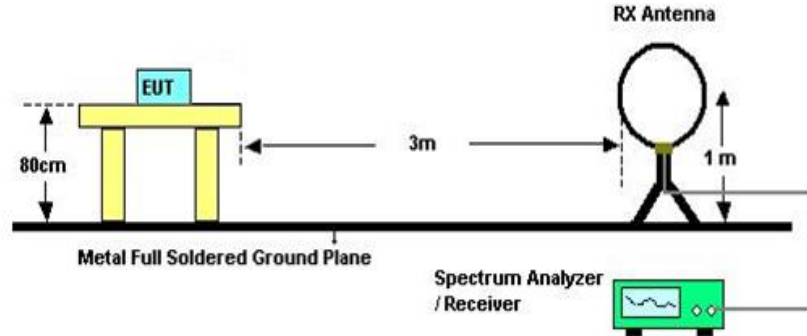 RX Antenna
EUT
3m
80cm
1 m
Metal Full Soldered Ground Plane
Spectrum Analyzer
/ Receiver